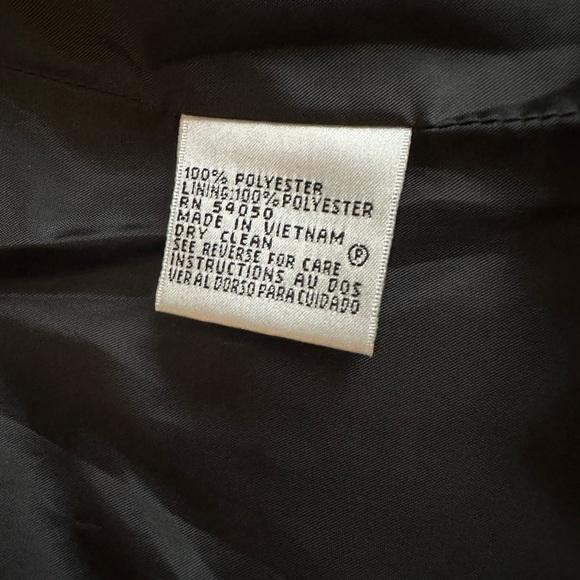 100% POLYESTER
LINING:100% POLYESTER
RN 54050
MADE IN VIETNAM
DRY CLEAN Ⓟ
SEE REVERSE FOR CARE
INSTRUCTIONS AU DOS
VER AL DORSO PARA CUIDADO